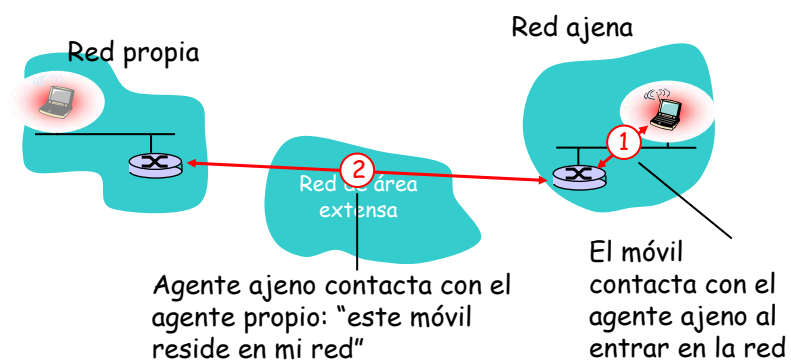 Red propia
Red ajena
1
2
Red de área
extensa
Agente ajeno contacta con el
agente propio: “este móvil
reside en mi red”
El móvil
contacta con el
agente ajeno al
entrar en la red